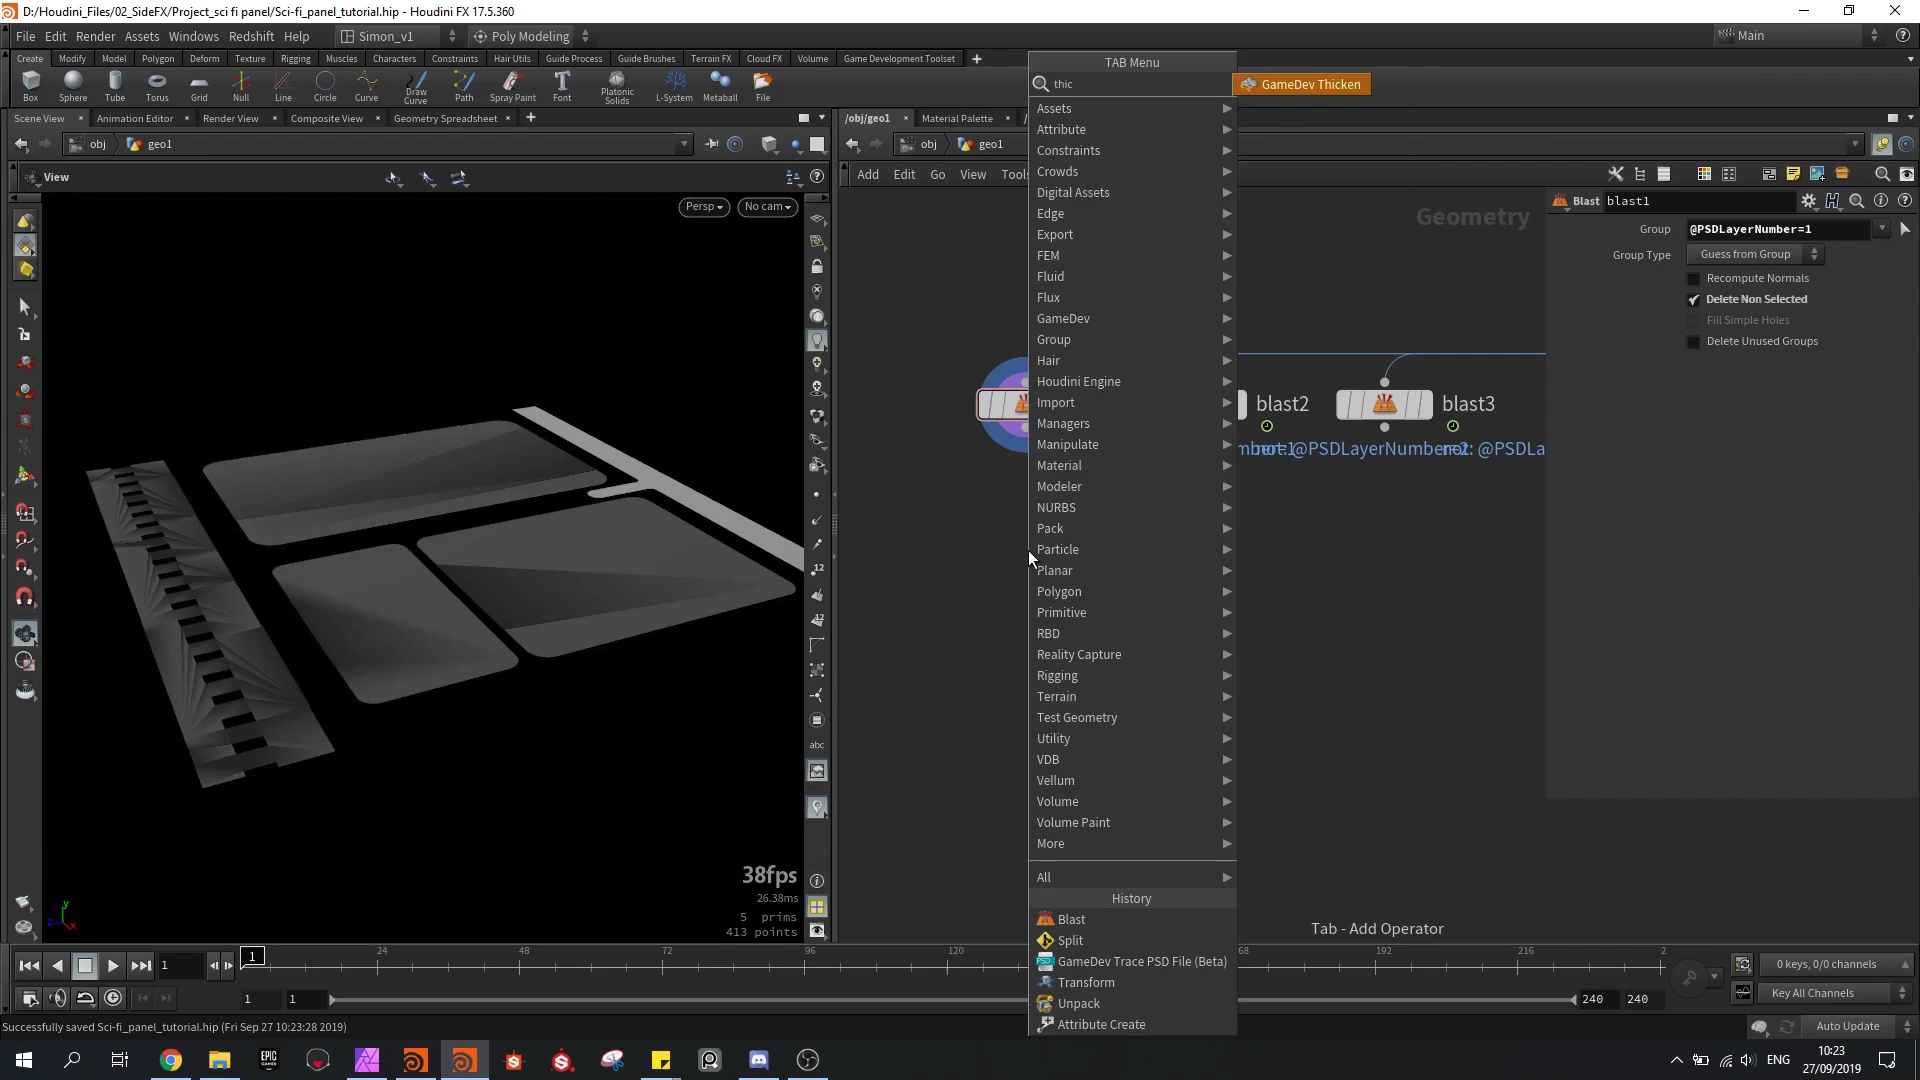 D:/Houdini_Files/02_SideFX/Project_sci fi panel/Sci-fi_panel_tutorial.hip - Houdini FX 17.5.360
File Edit Render Assets Windows Redshift Help Simon_v1 Poly Modeling Main
Create Modify Model Polygon Deform Texture Rigging Muscles Characters Constraints Hair Utils Guide Process Guide Brushes Terrain FX Cloud FX Volume Game Development Toolset
Box Sphere Tube Torus Grid Null Line Circle Curve Draw Curve Path Spray Paint Font Platonic Solids L-System Metaball File
Scene View Animation Editor Render View Composite View Geometry Spreadsheet
obj geo1
View
Persp No cam
38fps
26.38ms
5 prims
413 points
/obj/geo1 Material Palette
obj geo1
Add Edit Go View Tools
Geometry
blast2 blast3
not: @PSDLayerNumber=2
Tab - Add Operator
TAB Menu
thic
GameDev Thicken
Assets
Attribute
Constraints
Crowds
Digital Assets
Edge
Export
FEM
Fluid
Flux
GameDev
Group
Hair
Houdini Engine
Import
Managers
Manipulate
Material
Modeler
NURBS
Pack
Particle
Planar
Polygon
Primitive
RBD
Reality Capture
Rigging
Terrain
Test Geometry
Utility
VDB
Vellum
Volume
Volume Paint
More
All
History
Blast
Split
GameDev Trace PSD File (Beta)
Transform
Unpack
Attribute Create
Blast blast1
Group @PSDLayerNumber=1
Group Type Guess from Group
Recompute Normals
Delete Non Selected
Fill Simple Holes
Delete Unused Groups
1 1 24 48 72 96 120 168 192 216 2
1 1 240 240
0 keys, 0/0 channels
Key All Channels
Successfully saved Sci-fi_panel_tutorial.hip (Fri Sep 27 10:23:28 2019)
Auto Update
ENG
10:23
27/09/2019